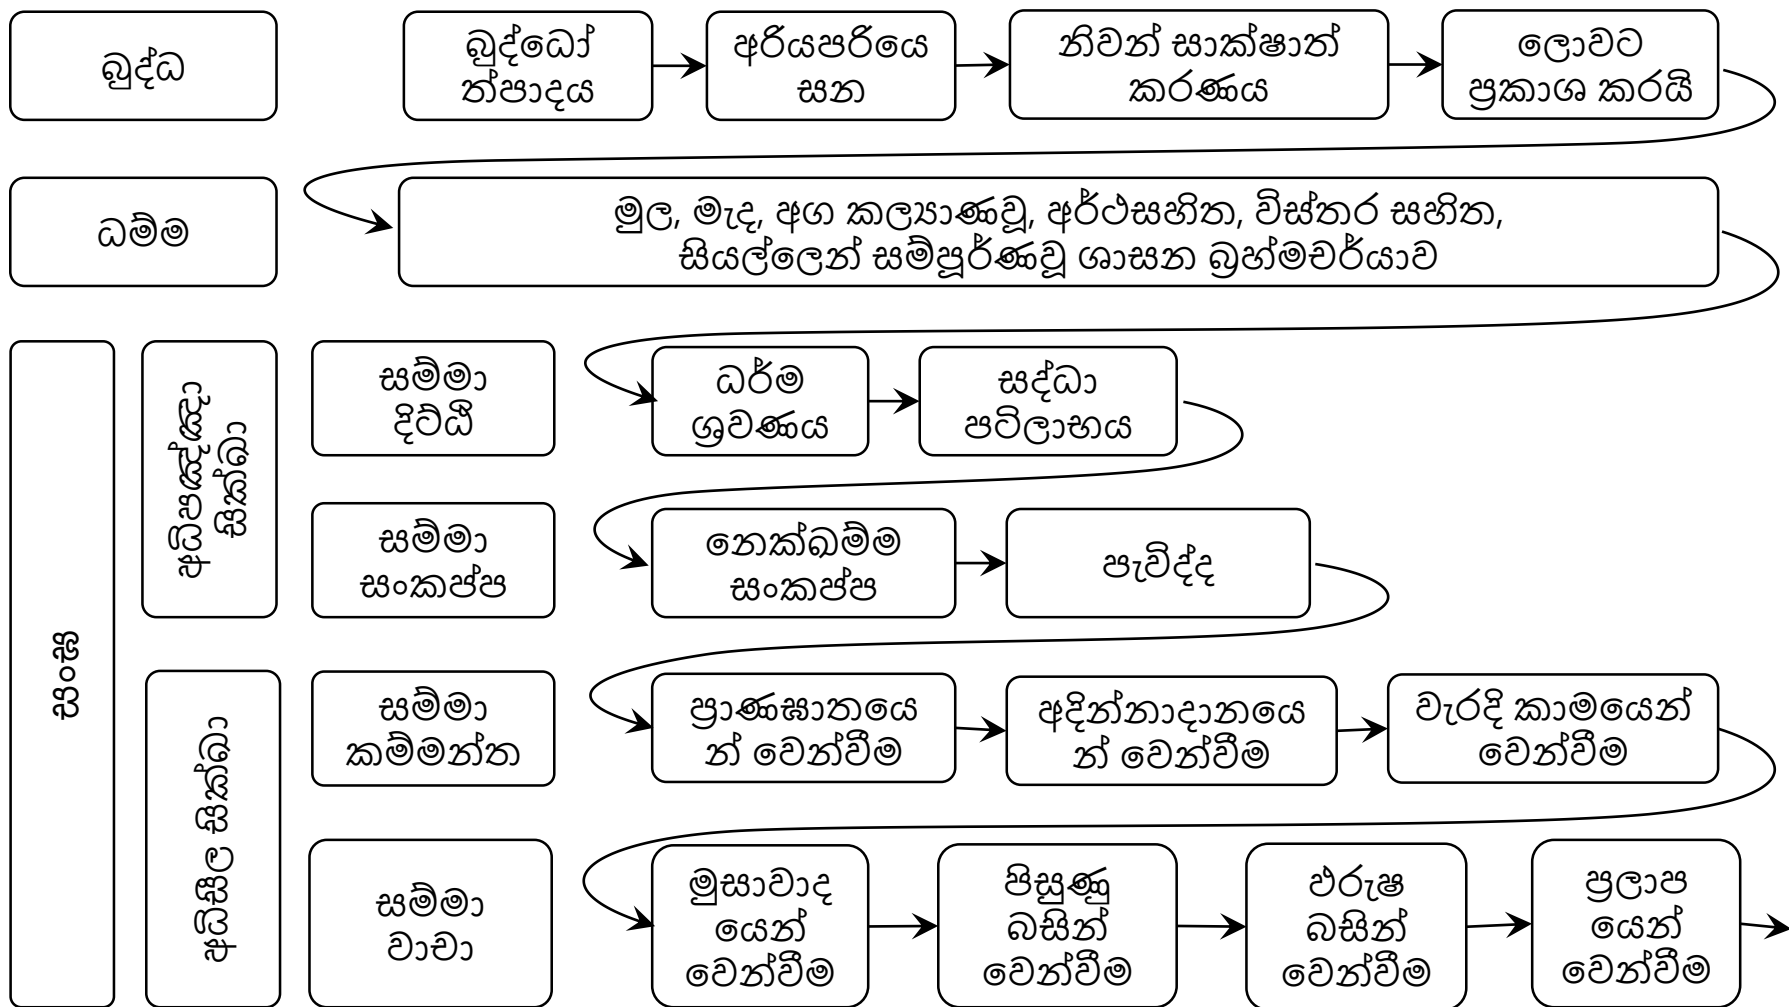 බුද්ධ
බුද්ධෝ
ත්පාදය
අරියපරියෙ
සන
නිවන් සාක්ෂාත්
කරණය
ලොවට
ප්‍රකාශ කරයි
ධම්ම
මුල, මැද, අග කල්‍යාණවූ, අර්ථසහිත, විස්තර සහිත,
සියල්ලෙන් සම්පූර්ණවූ ශාසන බ්‍රහ්මචර්යාව
සංඝ
අධිපඤ්ඤා
සික්ඛා
සම්මා
දිට්ඨි
ධර්ම
ශ්‍රවණය
සද්ධා
පටිලාභය
සම්මා
සංකප්ප
නෙක්ඛම්ම
සංකප්ප
පැවිද්ද
අධිසීල සික්ඛා
සම්මා
කම්මන්ත
ප්‍රාණඝාතයෙ
න් වෙන්වීම
අදින්නාදානයෙ
න් වෙන්වීම
වැරදි කාමයෙන්
වෙන්වීම
සම්මා
වාචා
මුසාවාද
යෙන්
වෙන්වීම
පිසුණු
බසින්
වෙන්වීම
ඵරුෂ
බසින්
වෙන්වීම
ප්‍රලාප
යෙන්
වෙන්වීම